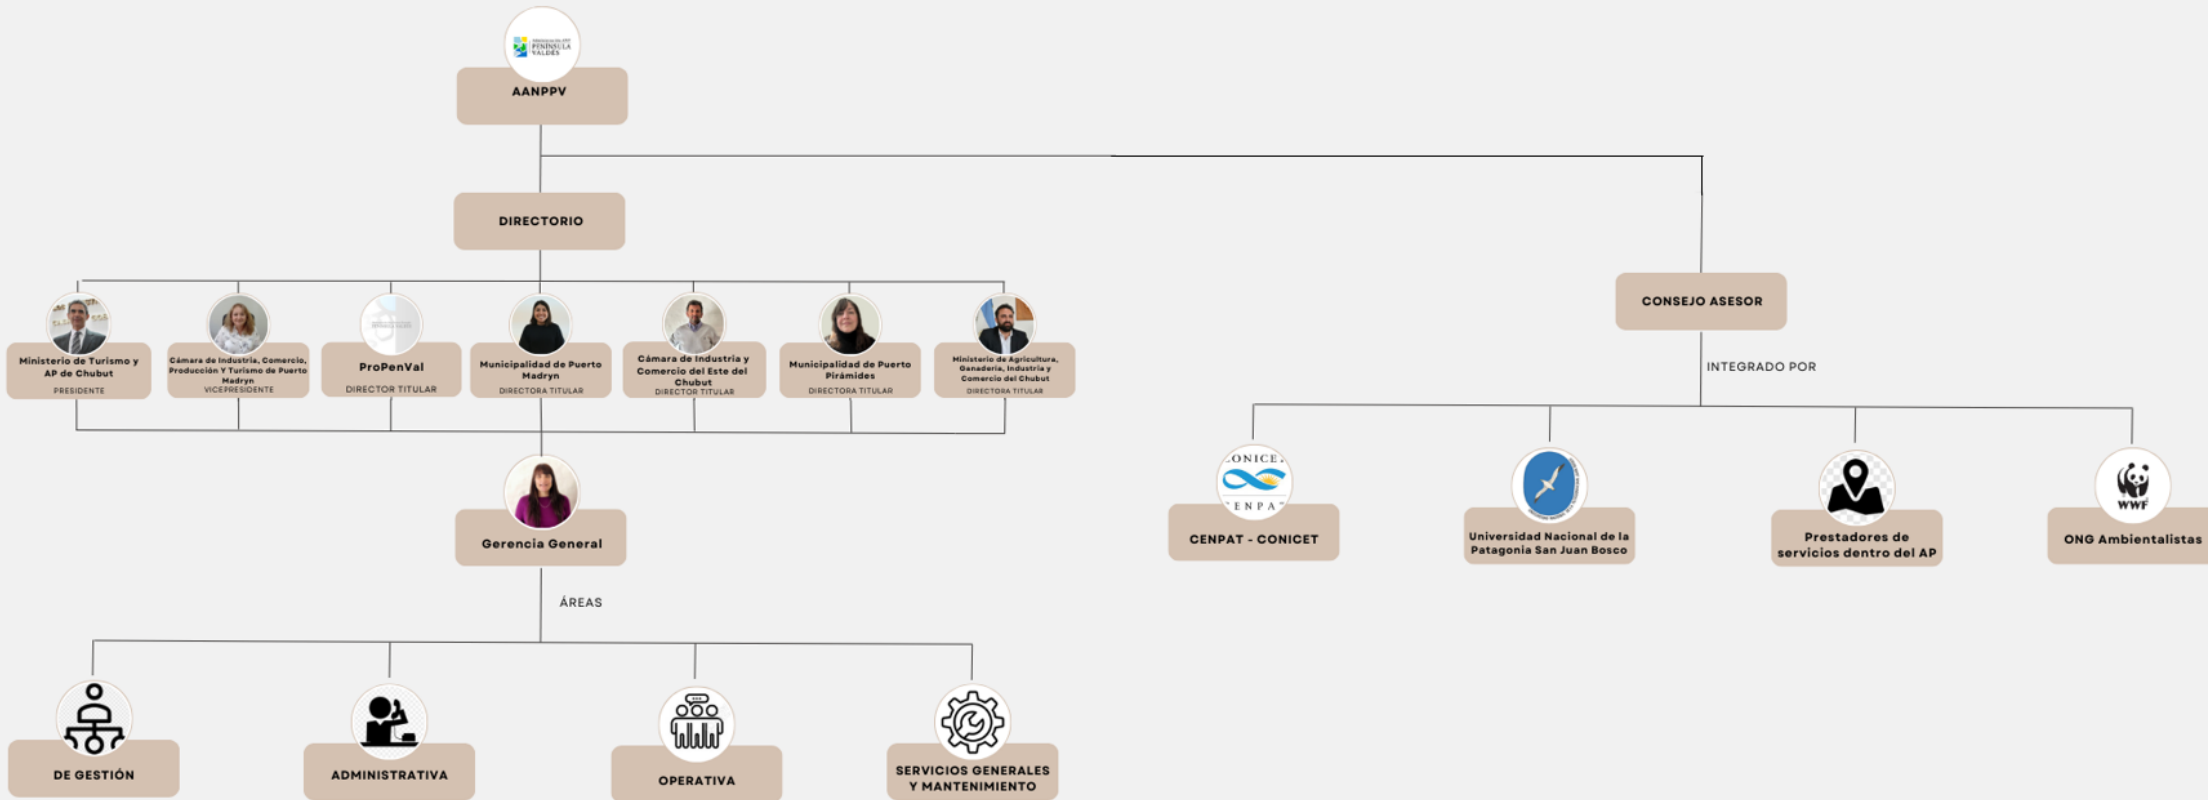 PENÍNSULA
VALDÉS
AANPPV
DIRECTORIO
Ministerio de Turismo y
AP de Chubut
PRESIDENTE
Cámara de Industria, Comercio,
Producción Y Turismo de Puerto
Madryn
VICEPRESIDENTE
ProPenVal
DIRECTOR TITULAR
Municipalidad de Puerto
Madryn
DIRECTORA TITULAR
Cámara de Industria y
Comercio del Este del
Chubut
DIRECTOR TITULAR
Municipalidad de Puerto
Pirámides
DIRECTORA TITULAR
Ministerio de Agricultura,
Ganadería, Industria y
Comercio del Chubut
DIRECTORA TITULAR
CONSEJO ASESOR
INTEGRADO POR
CONICET
CENPAT
CENPAT - CONICET
Universidad Nacional de la
Patagonia San Juan Bosco
Prestadores de
servicios dentro del AP
WWF
ONG Ambientalistas
Gerencia General
ÁREAS
DE GESTIÓN
ADMINISTRATIVA
OPERATIVA
SERVICIOS GENERALES
Y MANTENIMIENTO